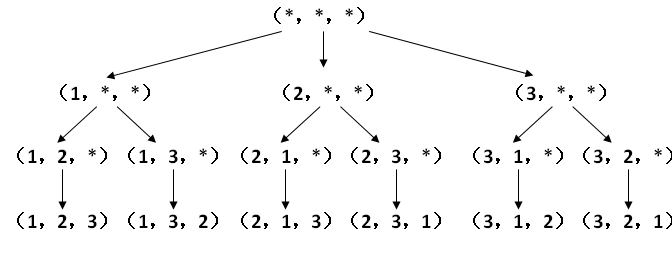 (*, *, *)
(1, *, *) (2, *, *) (3, *, *)
(1, 2, *) (1, 3, *) (2, 1, *) (2, 3, *) (3, 1, *) (3, 2, *)
(1, 2, 3) (1, 3, 2) (2, 1, 3) (2, 3, 1) (3, 1, 2) (3, 2, 1)